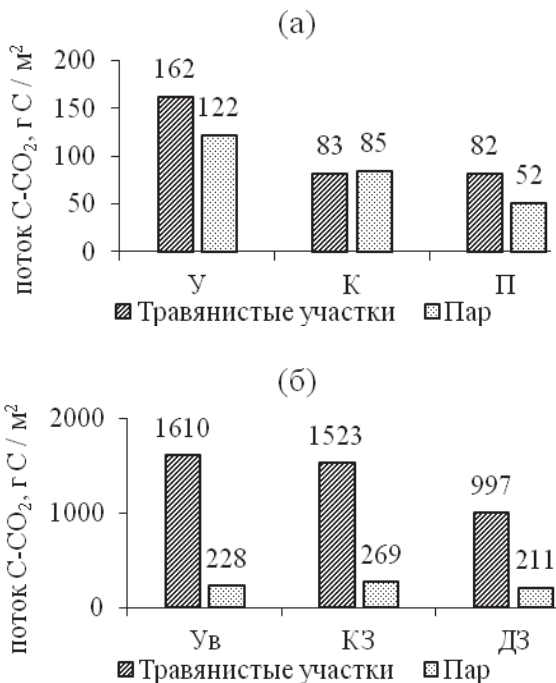 (а)
поток С-СО₂, г С / м²
200
150
100
50
0
162
122
83
85
82
52
У К П
Травянистые участки Пар
(б)
поток С-СО₂, г С / м²
2000
1000
0
1610
228
1523
269
997
211
Ув КЗ ДЗ
Травянистые участки Пар